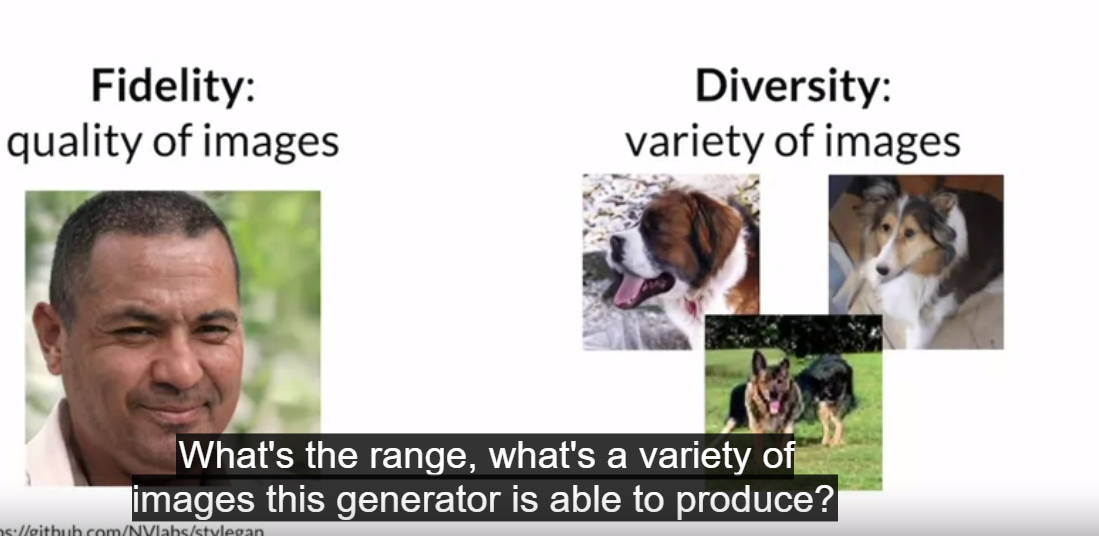 Fidelity:
quality of images
Diversity:
variety of images
What's the range, what's a variety of
images this generator is able to produce?
os://github.com/NVlabs/stylegan